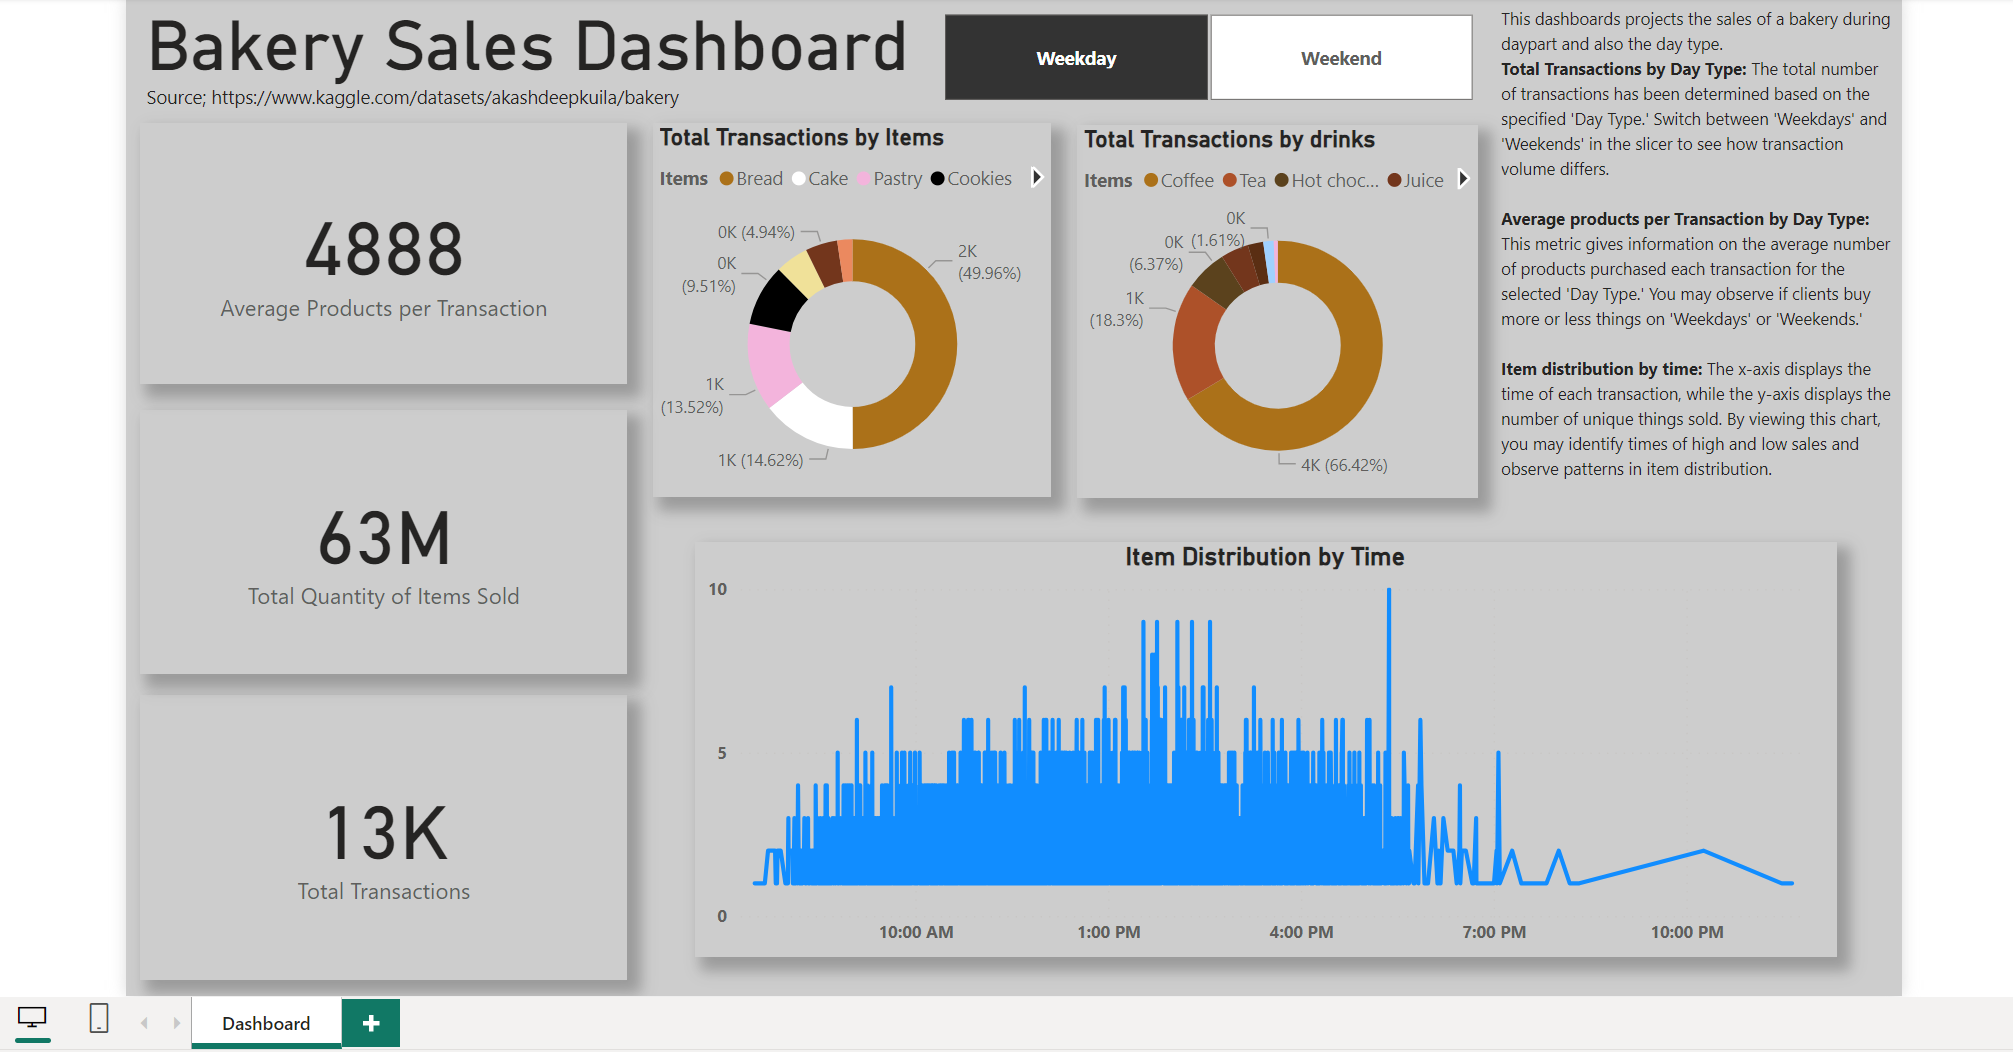 Bakery Sales Dashboard
Source; https://www.kaggle.com/datasets/akashdeepkuila/bakery
Weekday
Weekend
This dashboards projects the sales of a bakery during
daypart and also the day type.
Total Transactions by Day Type: The total number
of transactions has been determined based on the
specified 'Day Type.' Switch between 'Weekdays' and
'Weekends' in the slicer to see how transaction
volume differs.
Average products per Transaction by Day Type:
This metric gives information on the average number
of products purchased each transaction for the
selected 'Day Type.' You may observe if clients buy
more or less things on 'Weekdays' or 'Weekends.'
Item distribution by time: The x-axis displays the
time of each transaction, while the y-axis displays the
number of unique things sold. By viewing this chart,
you may identify times of high and low sales and
observe patterns in item distribution.
4888
Average Products per Transaction
63M
Total Quantity of Items Sold
13K
Total Transactions
Total Transactions by Items
Items Bread Cake Pastry Cookies
0K (4.94%)
0K
(9.51%)
1K
(13.52%)
1K (14.62%)
2K
(49.96%)
Total Transactions by drinks
Items Coffee Tea Hot choc... Juice
0K
(1.61%)
0K
(6.37%)
1K
(18.3%)
4K (66.42%)
Item Distribution by Time
10
5
0
10:00 AM 1:00 PM 4:00 PM 7:00 PM 10:00 PM
Dashboard